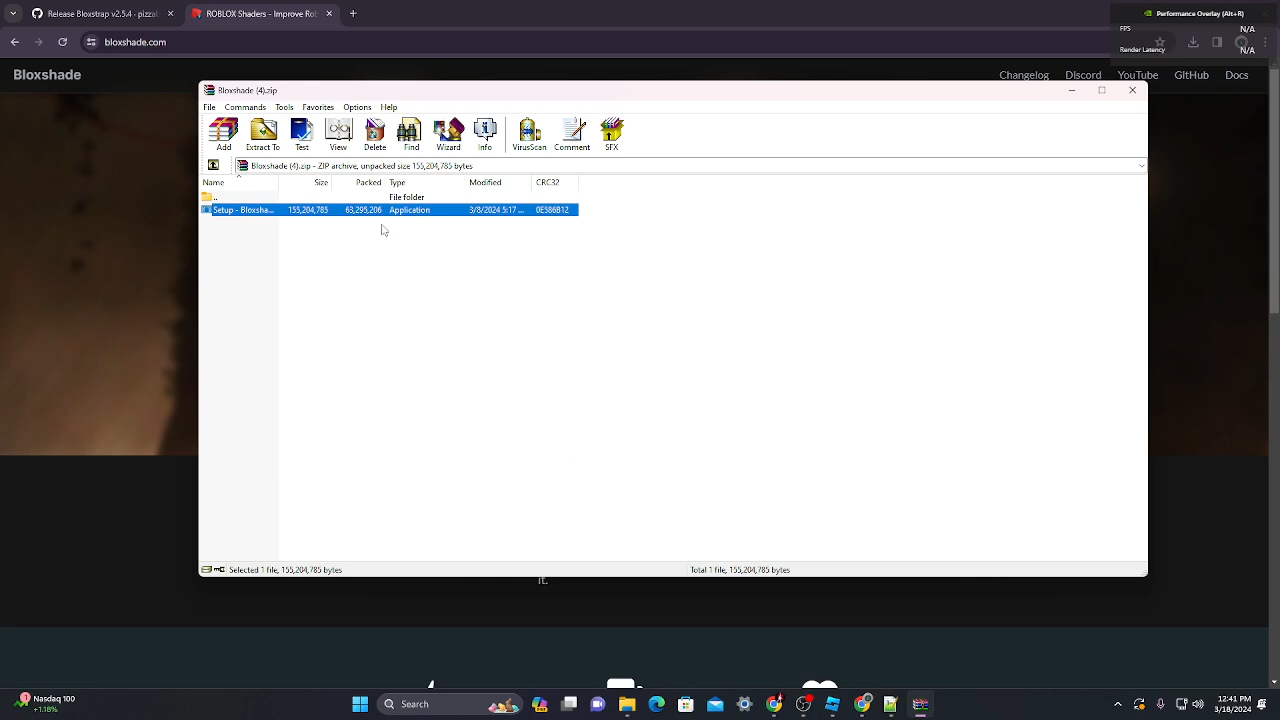 Release Bloxstrap v2.5.4 - pizzab
ROBLOX Shaders - Improve Rob
Performance Overlay (Alt+R)
FPS N/A
Render Latency N/A
bloxshade.com
Bloxshade
Changelog Discord YouTube GitHub Docs
Bloxshade (4).zip
File Commands Tools Favorites Options Help
Add Extract To Test View Delete Find Wizard Info VirusScan Comment SFX
Bloxshade (4).zip - ZIP archive, unpacked size 155,204,785 bytes
Name Size Packed Type Modified CRC32
.. File folder
Setup - Bloxsha... 155,204,785 63,295,206 Application 3/8/2024 5:17 ... 0E586B12
Selected 1 file, 155,204,785 bytes
Total 1 file, 155,204,785 bytes
it.
Nasdaq 100
+1.18%
Search
12:41 PM
3/18/2024